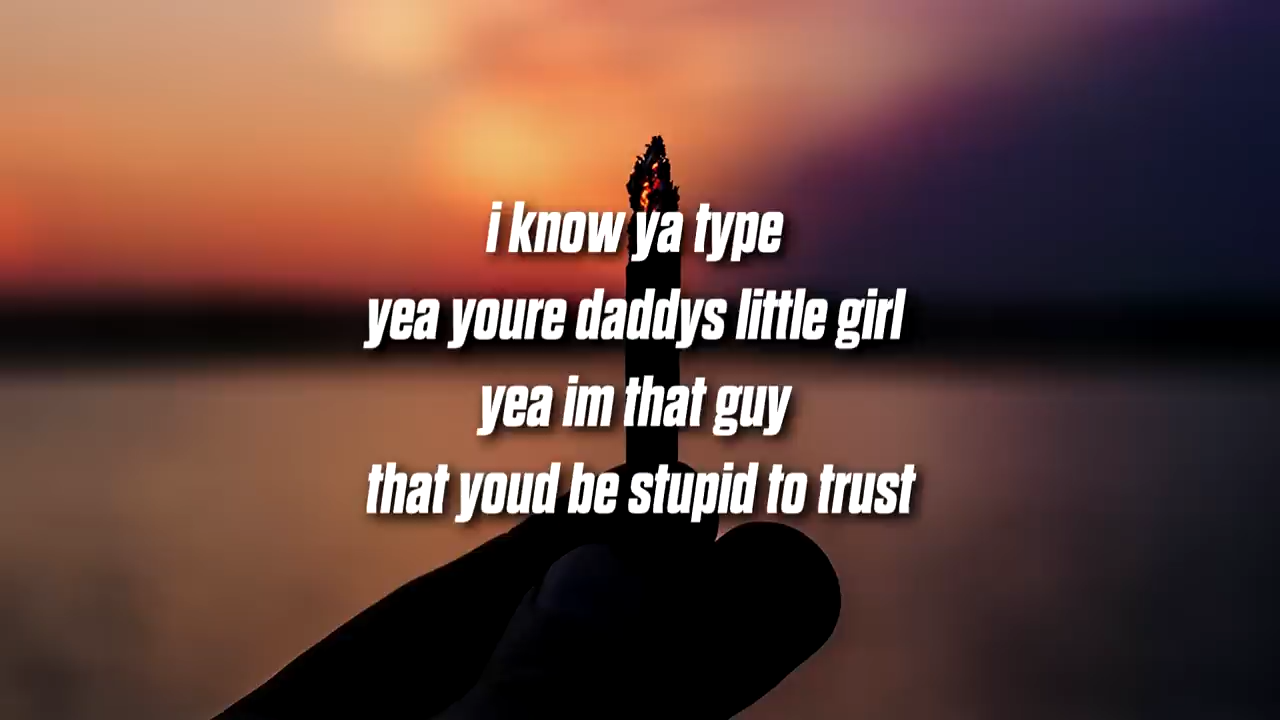 i know ya type
yea youre daddys little girl
yea im that guy
that youd be stupid to trust